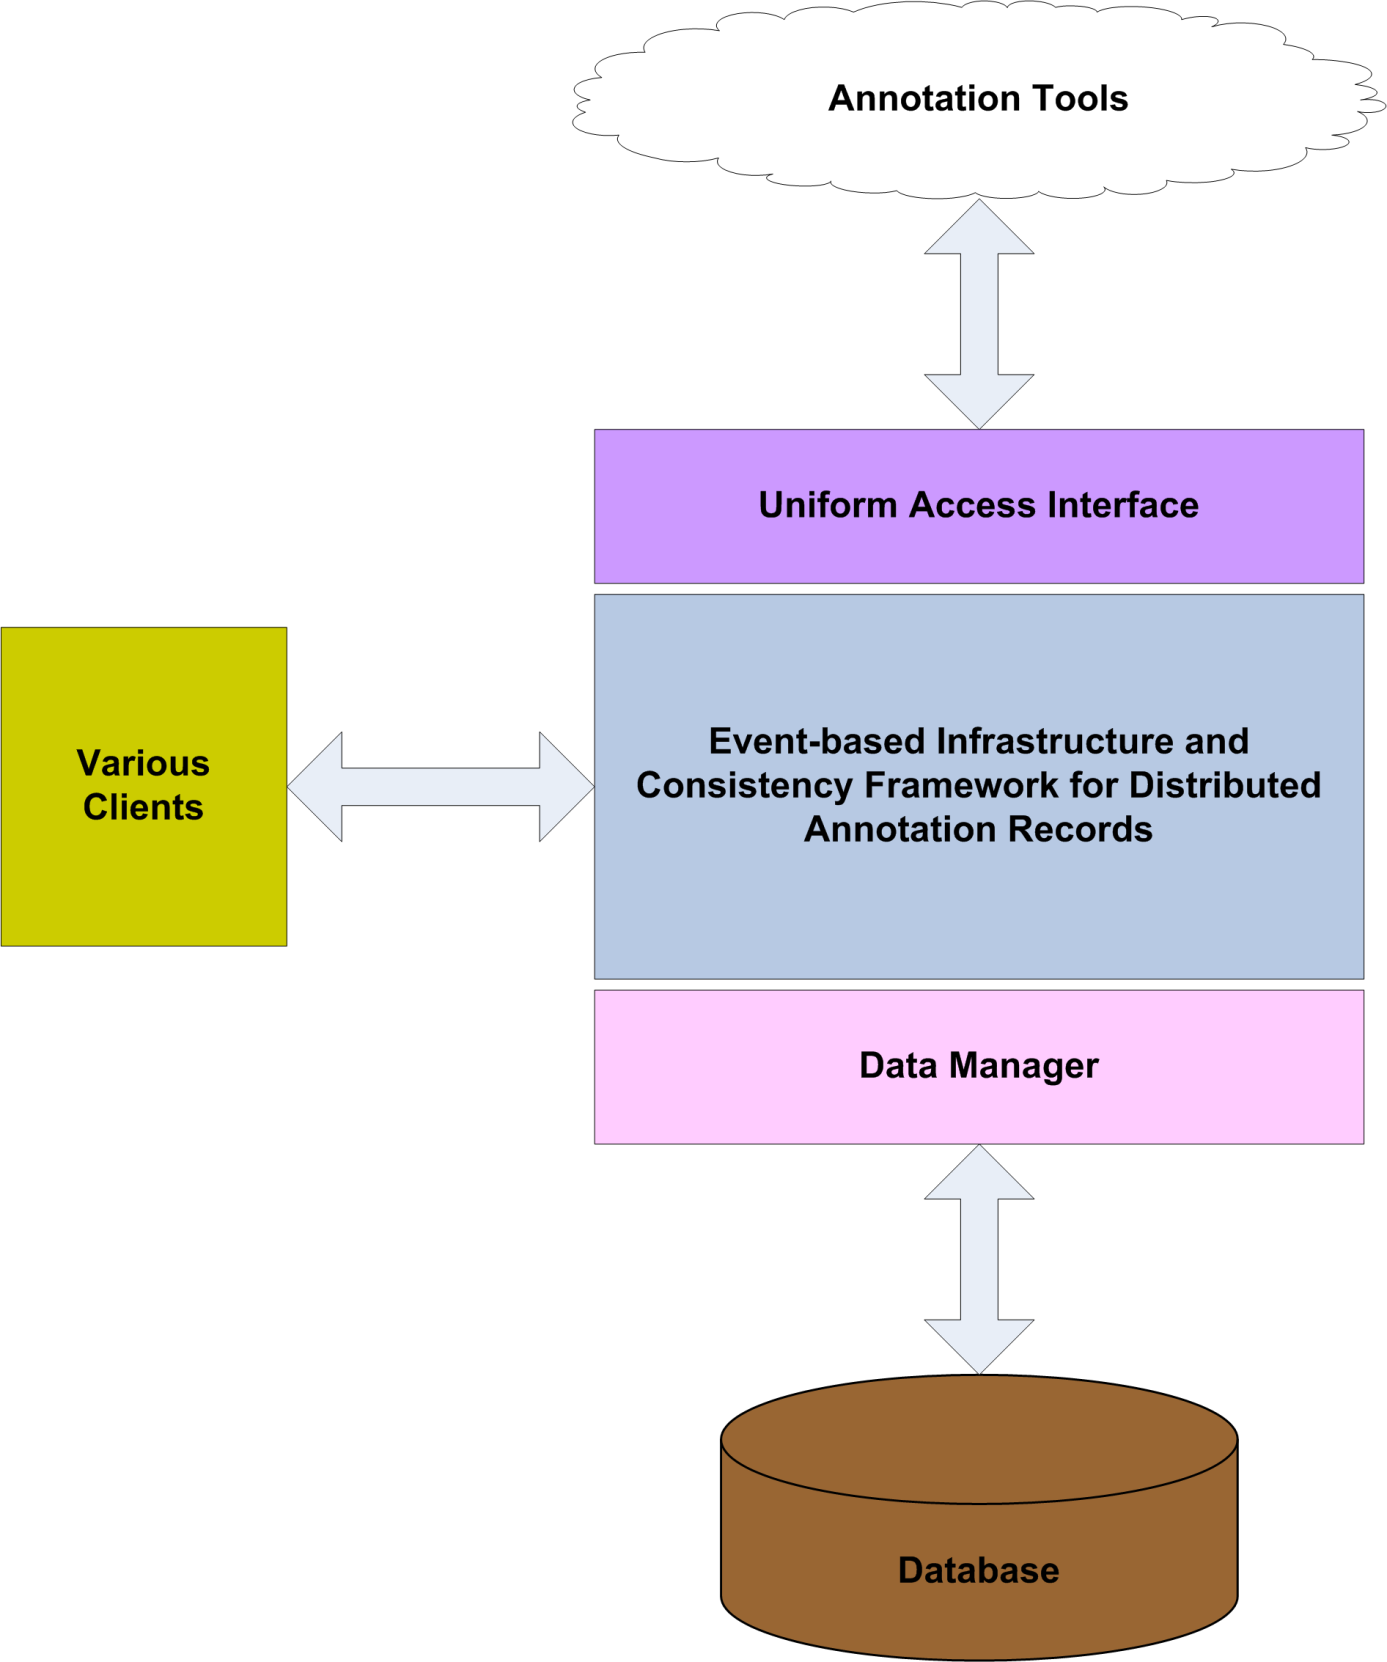 Annotation Tools
Uniform Access Interface
Event-based Infrastructure and
Consistency Framework for Distributed
Annotation Records
Various
Clients
Data Manager
Database